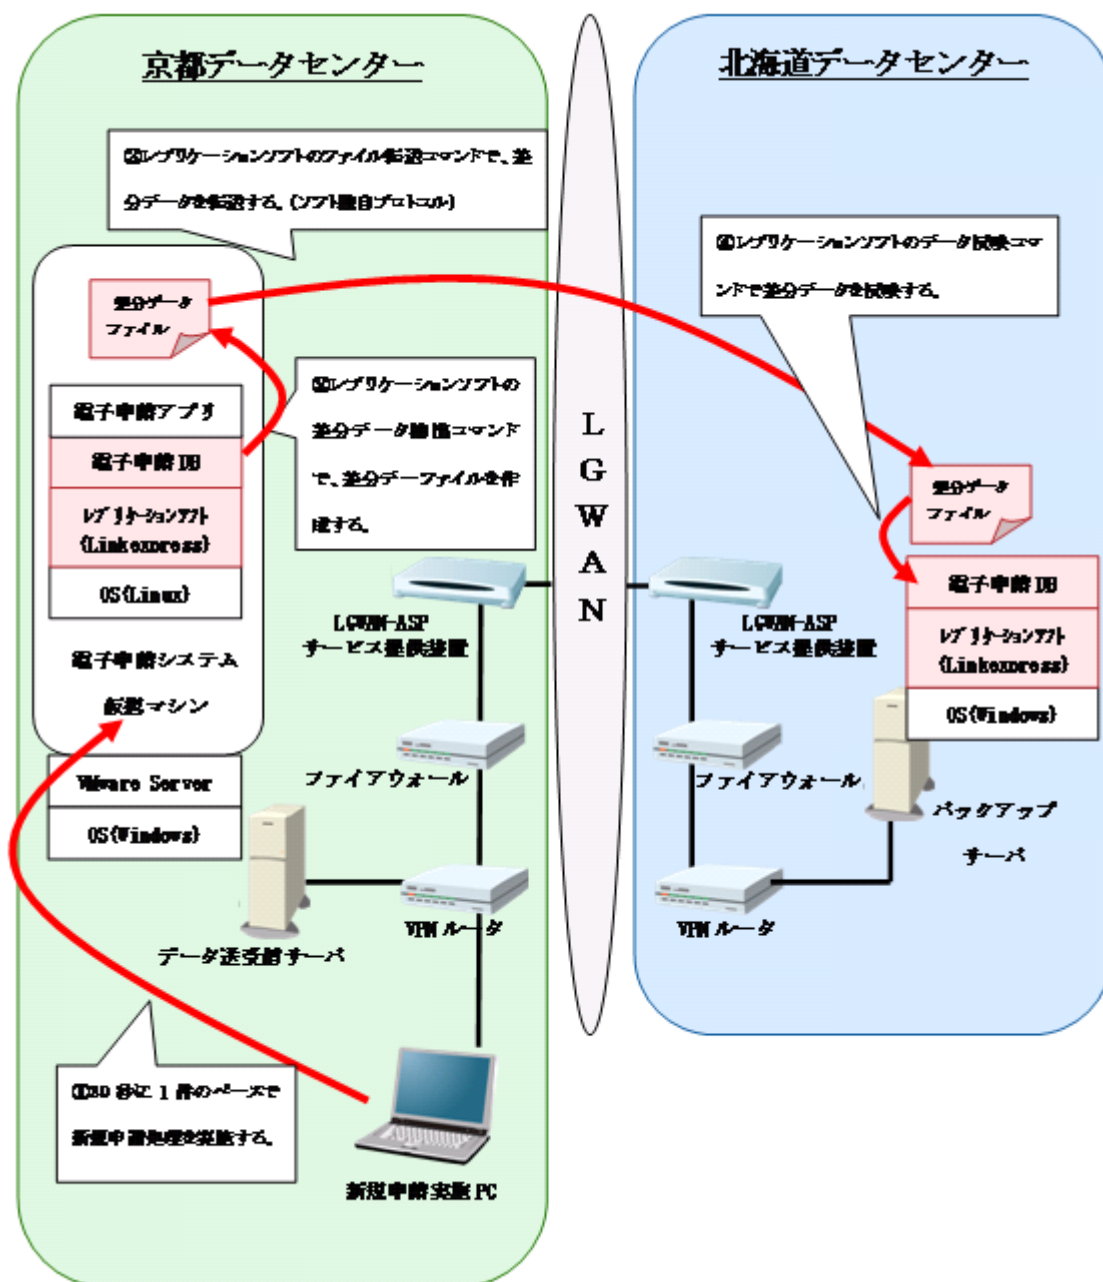 京都データセンター
北海道データセンター
③レプリケーションソフトのファイル転送コマンドで、差
分データを転送する。(ソフト独自プロトコル)
④レプリケーションソフトのデータ反映コマ
ンドで差分データを反映する。
差分データ
ファイル
②レプリケーションソフトの
差分データ抽出コマンド
で、差分データファイルを作
成する。
電子申請アプリ
電子申請DB
レプリケーションソフト
(Linkexpress)
OS(Linux)
電子申請システム
仮想マシン
VMware Server
OS(Windows)
LGWAN
LGWAN-ASP
サービス提供装置
ファイアウォール
VPNルータ
データ送受信サーバ
①30秒に1件のペースで
新規申請処理を実施する。
新規申請実施PC
LGWAN-ASP
サービス提供装置
ファイアウォール
VPNルータ
差分データ
ファイル
電子申請DB
レプリケーションソフト
(Linkexpress)
OS(Windows)
バックアップ
サーバ